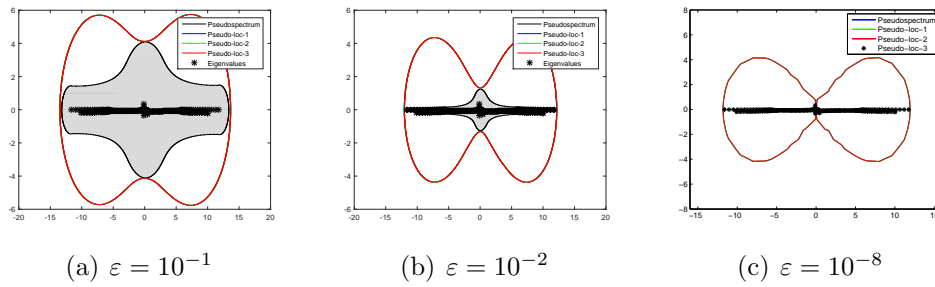 6
4
2
0
-2
-4
-6
-20 -15 -10 -5 0 5 10 15 20
Pseudospectrum
Pseudo-loc-1
Pseudo-loc-2
Pseudo-loc-3
Eigenvalues
6
4
2
0
-2
-4
-6
-20 -15 -10 -5 0 5 10 15 20
Pseudospectrum
Pseudo-loc-1
Pseudo-loc-2
Pseudo-loc-3
Eigenvalues
8
6
4
2
0
−2
−4
−6
−8
−15 −10 −5 0 5 10 15
Pseudospectrum
Pseudo−loc−1
Pseudo−loc−2
Pseudo−loc−3
(a) ε = 10⁻¹
(b) ε = 10⁻²
(c) ε = 10⁻⁸